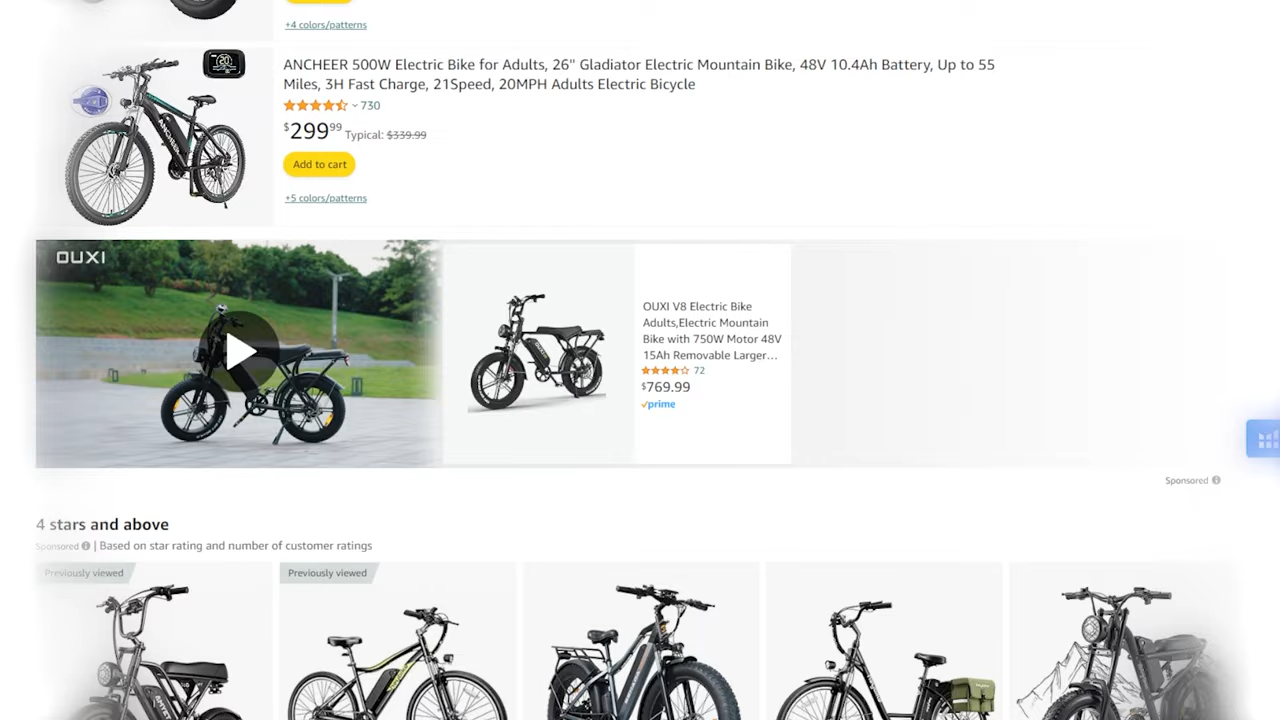 +4 colors/patterns
ANCHEER 500W Electric Bike for Adults, 26" Gladiator Electric Mountain Bike, 48V 10.4Ah Battery, Up to 55
Miles, 3H Fast Charge, 21Speed, 20MPH Adults Electric Bicycle
730
$299.99 Typical: $339.99
Add to cart
+5 colors/patterns
ANCHEER
OUXI
OUXI V8 Electric Bike
Adults,Electric Mountain
Bike with 750W Motor 48V
15Ah Removable Larger...
72
$769.99
prime
Sponsored
4 stars and above
Sponsored | Based on star rating and number of customer ratings
Previously viewed
Previously viewed